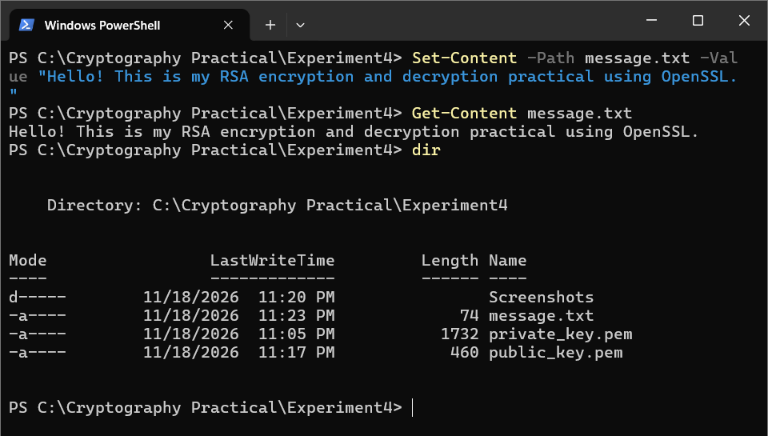 Windows PowerShell
PS C:\Cryptography Practical\Experiment4> Set-Content -Path message.txt -Val
ue "Hello! This is my RSA encryption and decryption practical using OpenSSL.
"
PS C:\Cryptography Practical\Experiment4> Get-Content message.txt
Hello! This is my RSA encryption and decryption practical using OpenSSL.
PS C:\Cryptography Practical\Experiment4> dir
    Directory: C:\Cryptography Practical\Experiment4
Mode                 LastWriteTime         Length Name
----                 -------------         ------ ----
d-----        11/18/2026  11:20 PM                Screenshots
-a----        11/18/2026  11:23 PM             74 message.txt
-a----        11/18/2026  11:05 PM           1732 private_key.pem
-a----        11/18/2026  11:17 PM            460 public_key.pem
PS C:\Cryptography Practical\Experiment4>